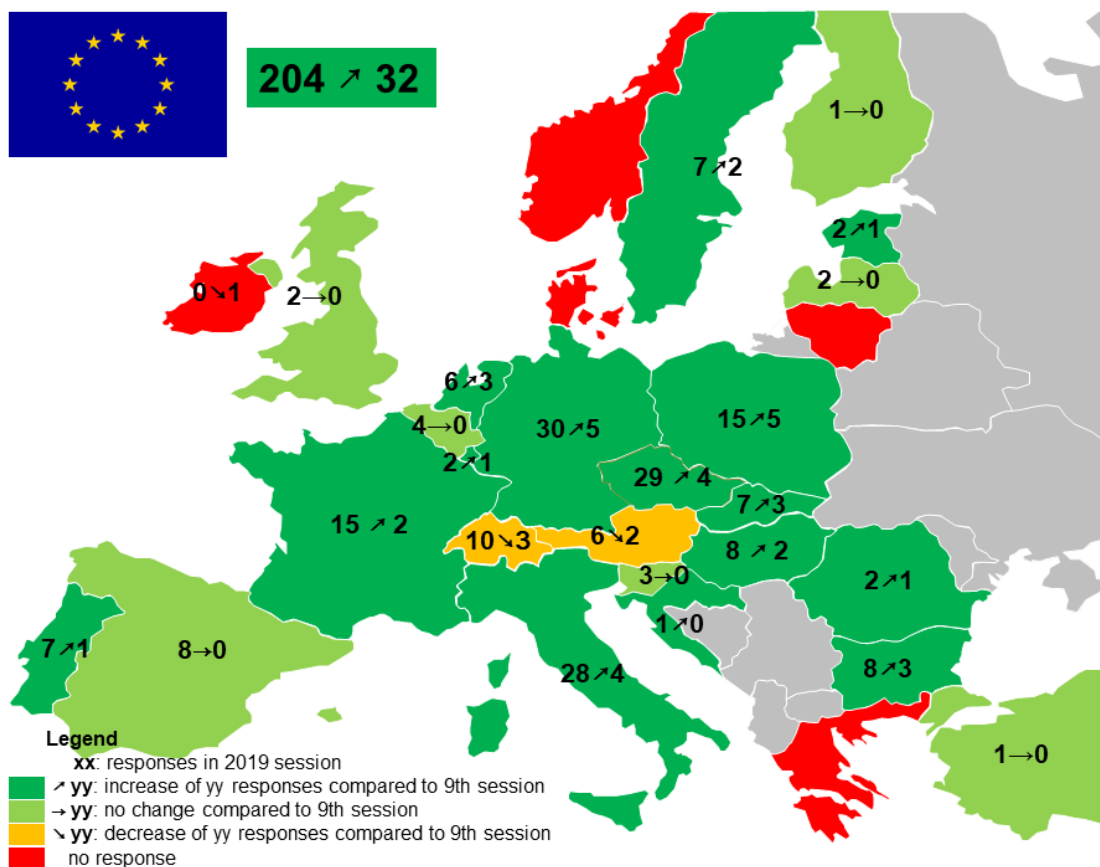 204 ↗ 32
1→0
7↗2
2↗1
2 →0
0↘1
2→0
6↗3
4→0
2↗1
30↗5
15↗5
29 ↗ 4
7↗3
15 ↗ 2
10↘3
6↘2
8 ↗ 2
3→0
2↗1
1↗0
7↗1
8→0
28↗4
8↗3
1→0
Legend
xx: responses in 2019 session
↗ yy: increase of yy responses compared to 9th session
→ yy: no change compared to 9th session
↘ yy: decrease of yy responses compared to 9th session
no response